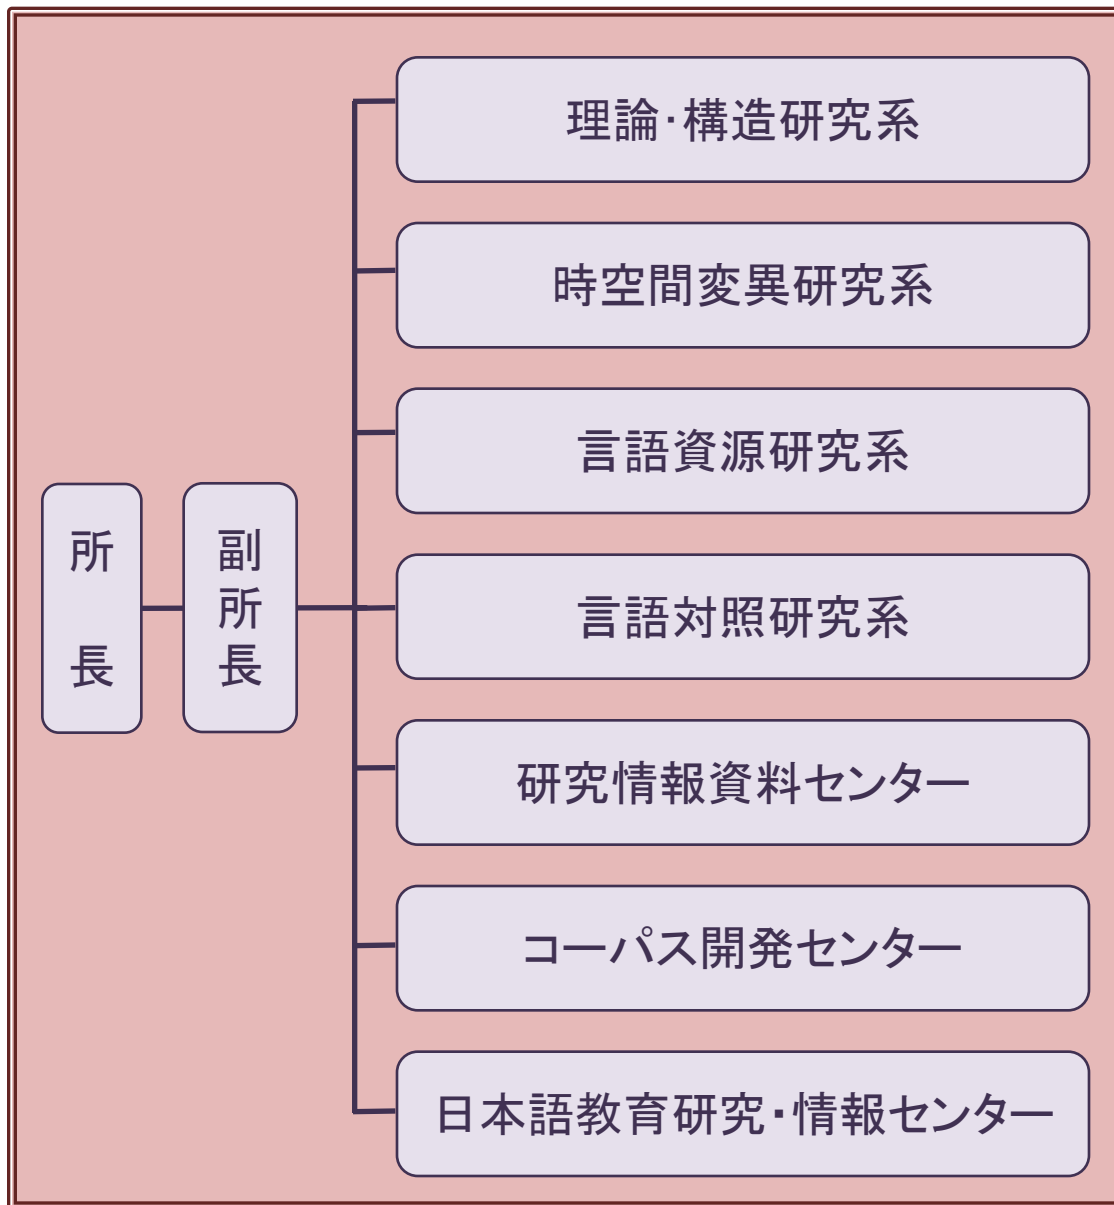 所長
副所長
理論・構造研究系
時空間変異研究系
言語資源研究系
言語対照研究系
研究情報資料センター
コーパス開発センター
日本語教育研究・情報センター